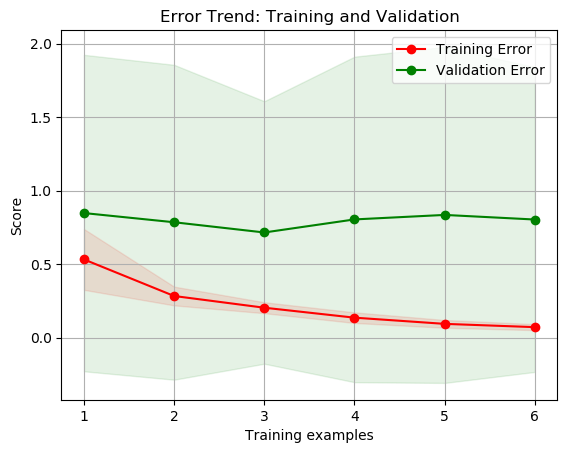 Error Trend: Training and Validation
Training Error
Validation Error
Score
2.0
1.5
1.0
0.5
0.0
1 2 3 4 5 6
Training examples